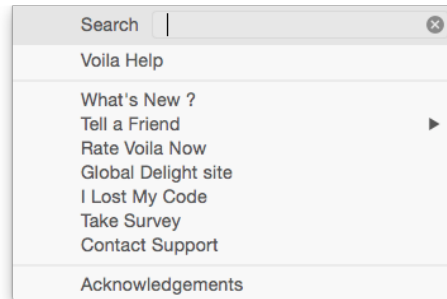 Search
Voila Help
What's New ?
Tell a Friend
Rate Voila Now
Global Delight site
I Lost My Code
Take Survey
Contact Support
Acknowledgements